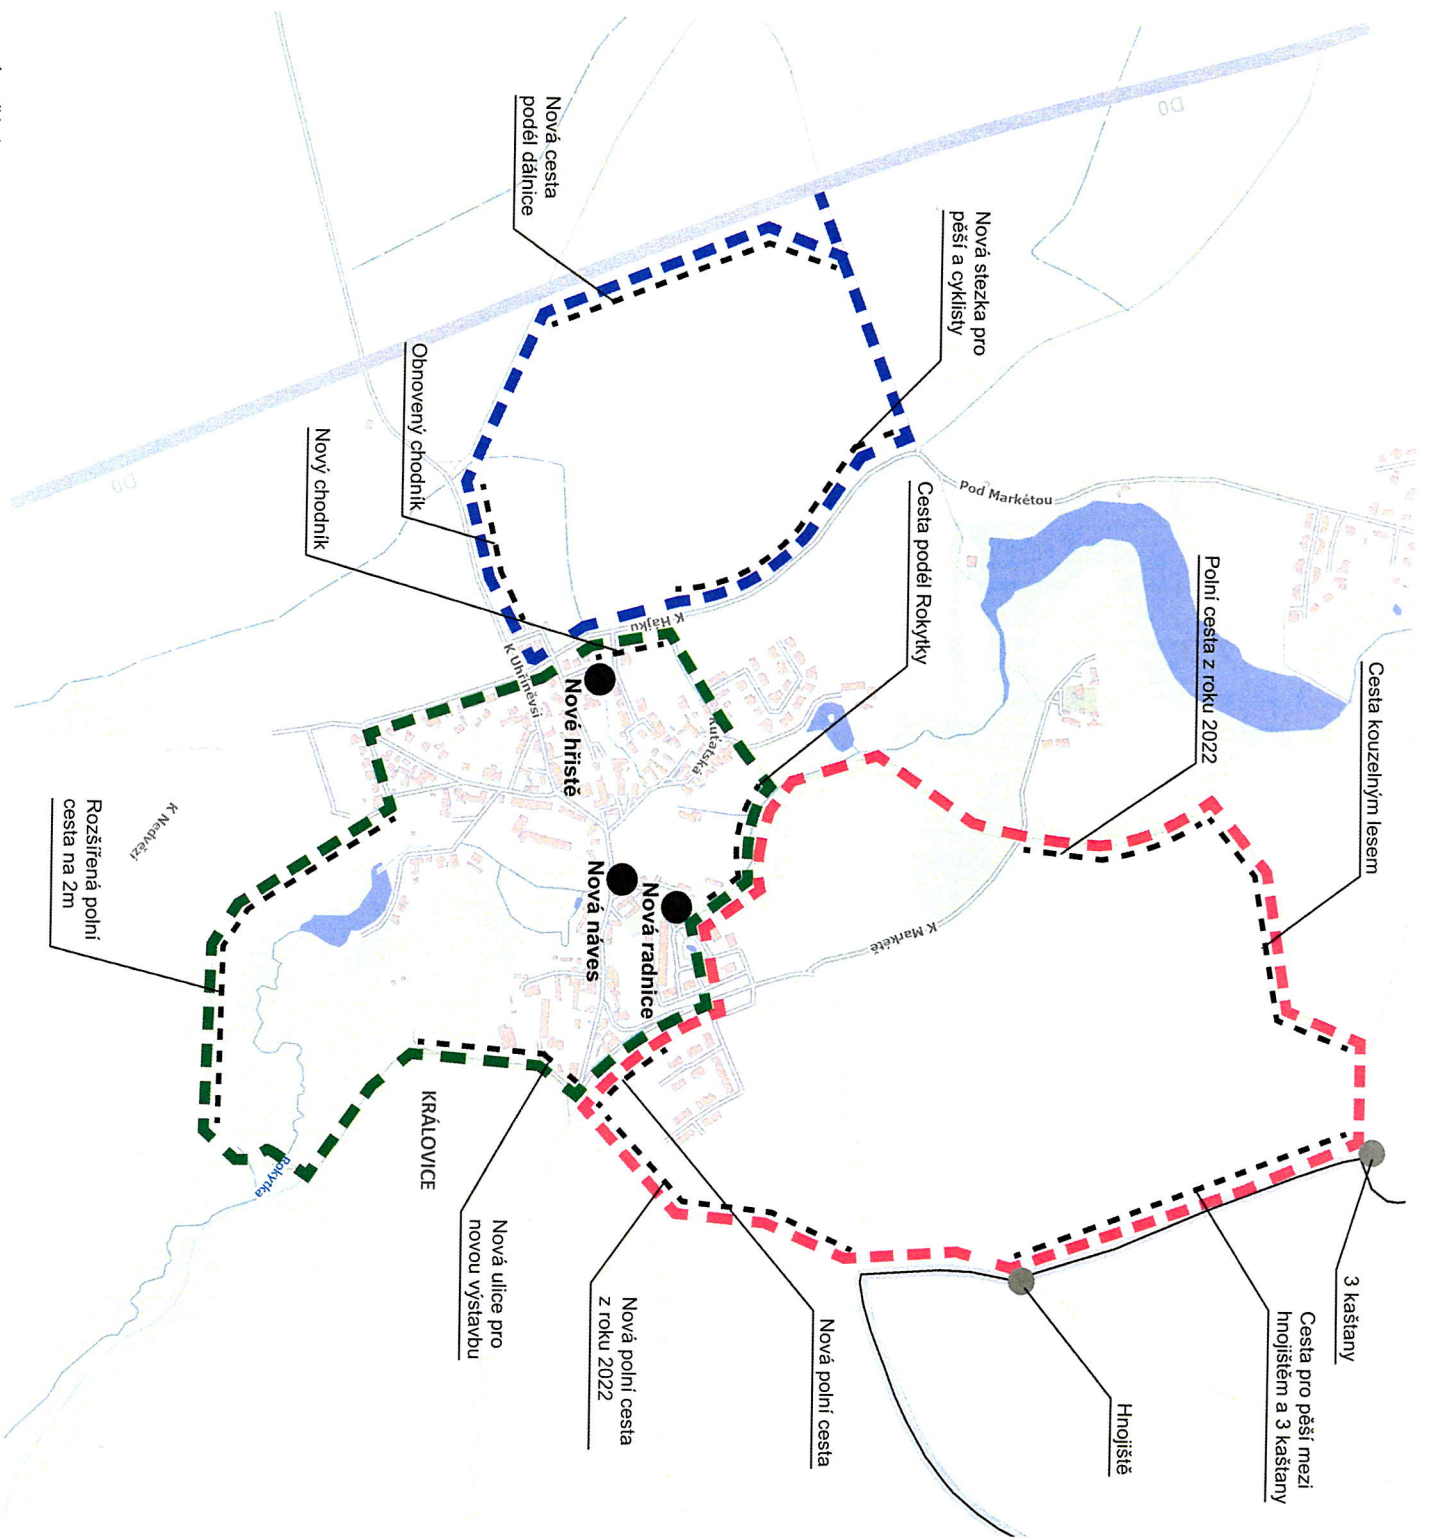 Cesta kouzelným lesem
3 kaštany
Cesta pro pěší mezi
hnojištěm a 3 kaštany
Polní cesta z roku 2022
D0
Hnojiště
Pod Markétou
Nová stezka pro
pěší a cyklisty
Cesta podél Rokytky
K Markétě
Nová polní cesta
Kuťatská
K Hájku
Nová radnice
Nová polní cesta
z roku 2022
Nová náves
Nové hřiště
Nová cesta
podél dálnice
K Uhříněvsi
Nová ulice pro
novou výstavbu
KRÁLOVICE
Obnovený chodník
Nový chodník
Rokytka
K Nedvězí
D0
Rozšířená polní
cesta na 2m